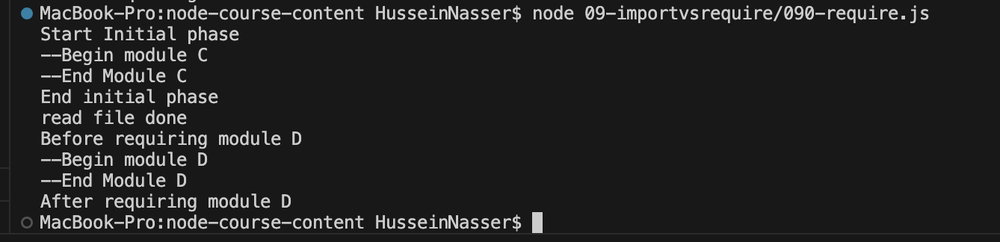 MacBook-Pro:node-course-content HusseinNasser$ node 09-importvsrequire/090-require.js
Start Initial phase
--Begin module C
--End Module C
End initial phase
read file done
Before requiring module D
--Begin module D
--End Module D
After requiring module D
MacBook-Pro:node-course-content HusseinNasser$